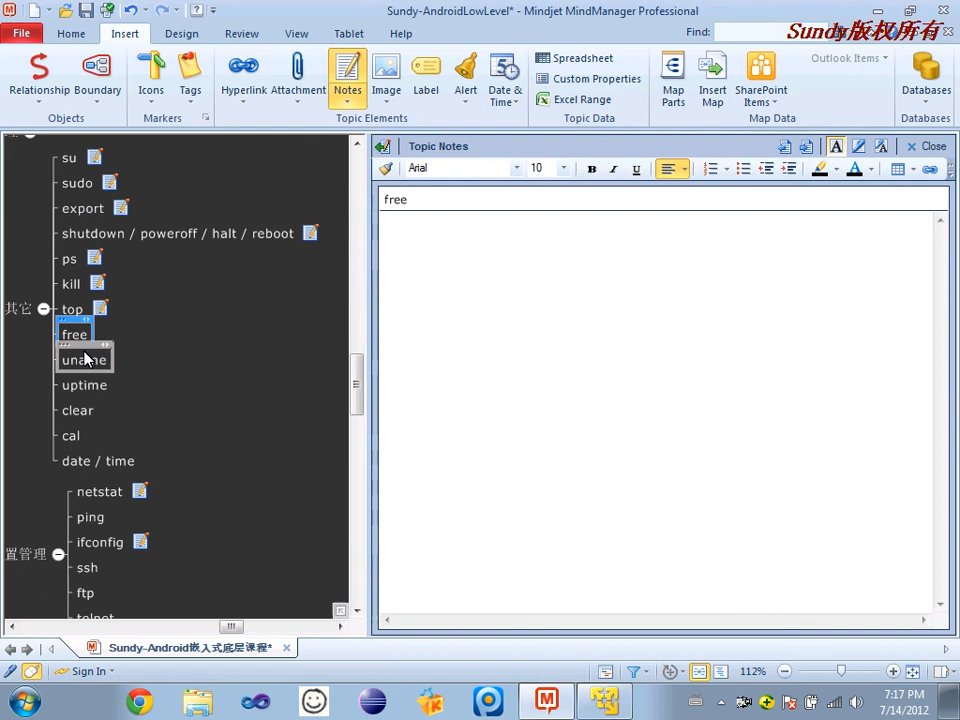 Sundy-AndroidLowLevel* - Mindjet MindManager Professional
Sundy版权所有
File Home Insert Design Review View Tablet Help Find:
Relationship Boundary Icons Tags Hyperlink Attachment Notes Image Label Alert Date & Time
Spreadsheet
Custom Properties
Excel Range
Map Parts Insert Map SharePoint Items
Outlook Items
Databases
Objects Markers Topic Elements Topic Data Map Data Databases
su
sudo
export
shutdown / poweroff / halt / reboot
ps
kill
其它 top
free
uname
uptime
clear
cal
date / time
netstat
ping
ifconfig
置管理
ssh
ftp
telnet
Topic Notes Close
Arial 10 B I U A A
free
Sundy-Android嵌入式底层课程*
Sign In 112%
7:17 PM
7/14/2012